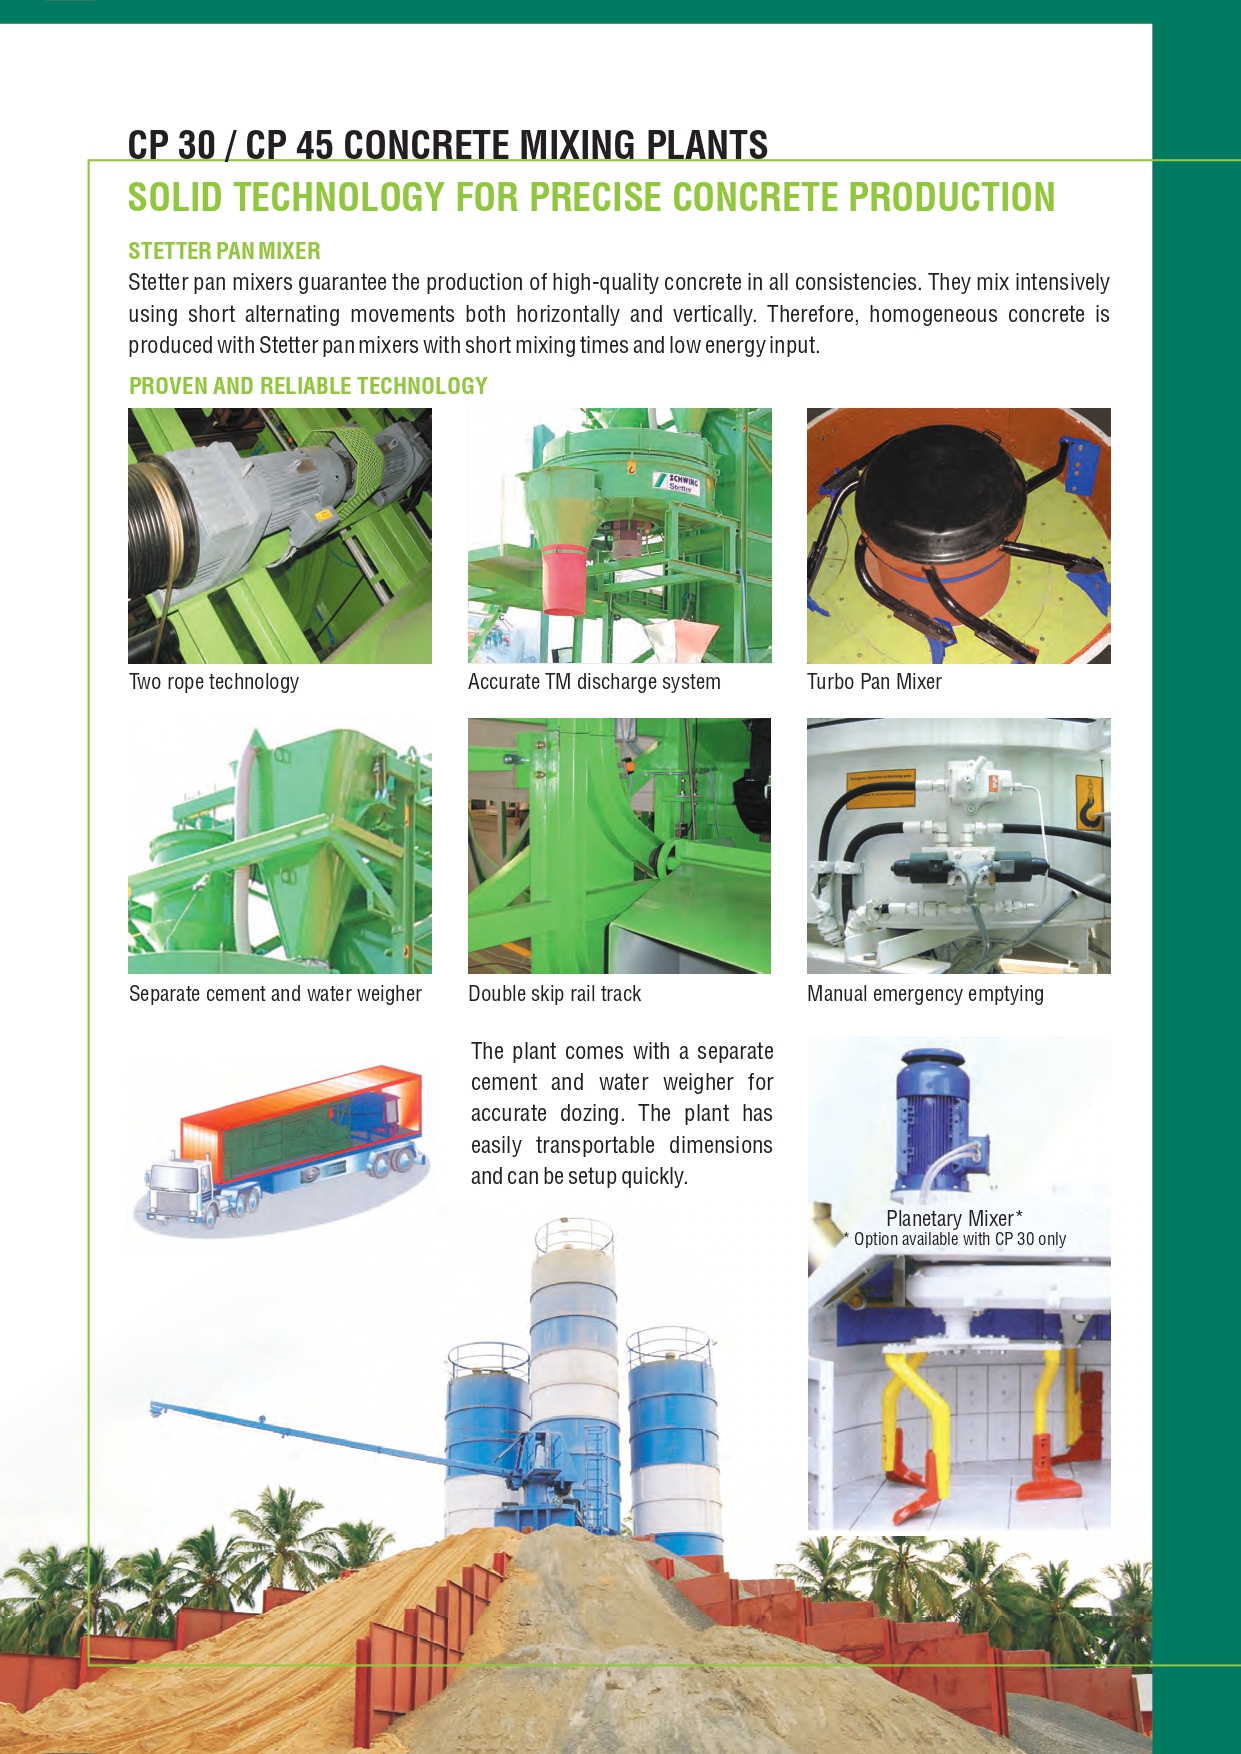 CP 30 / CP 45 CONCRETE MIXING PLANTS
SOLID TECHNOLOGY FOR PRECISE CONCRETE PRODUCTION
STETTER PAN MIXER
Stetter pan mixers guarantee the production of high-quality concrete in all consistencies. They mix intensively
using short alternating movements both horizontally and vertically. Therefore, homogeneous concrete is
produced with Stetter pan mixers with short mixing times and low energy input.
PROVEN AND RELIABLE TECHNOLOGY
SCHWING
Stetter
Two rope technology
Accurate TM discharge system
Turbo Pan Mixer
Separate cement and water weigher
Double skip rail track
Manual emergency emptying
The plant comes with a separate
cement and water weigher for
accurate dozing. The plant has
easily transportable dimensions
and can be setup quickly.
Planetary Mixer*
* Option available with CP 30 only